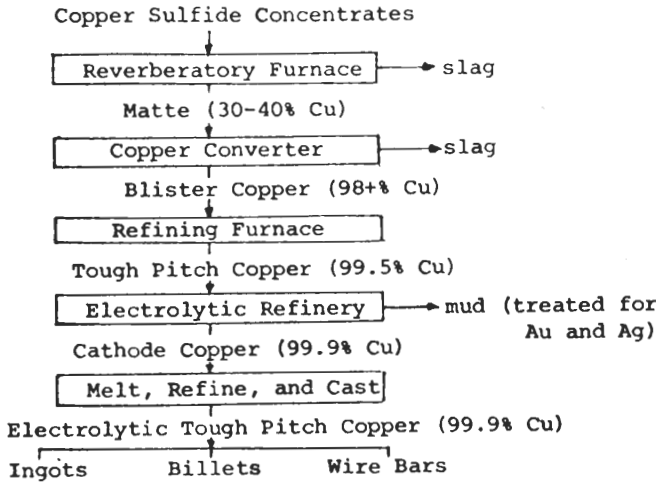 Copper Sulfide Concentrates
Reverberatory Furnace
slag
Matte (30-40% Cu)
Copper Converter
slag
Blister Copper (98+% Cu)
Refining Furnace
Tough Pitch Copper (99.5% Cu)
Electrolytic Refinery
mud (treated for
Au and Ag)
Cathode Copper (99.9% Cu)
Melt, Refine, and Cast
Electrolytic Tough Pitch Copper (99.9% Cu)
Ingots
Billets
Wire Bars